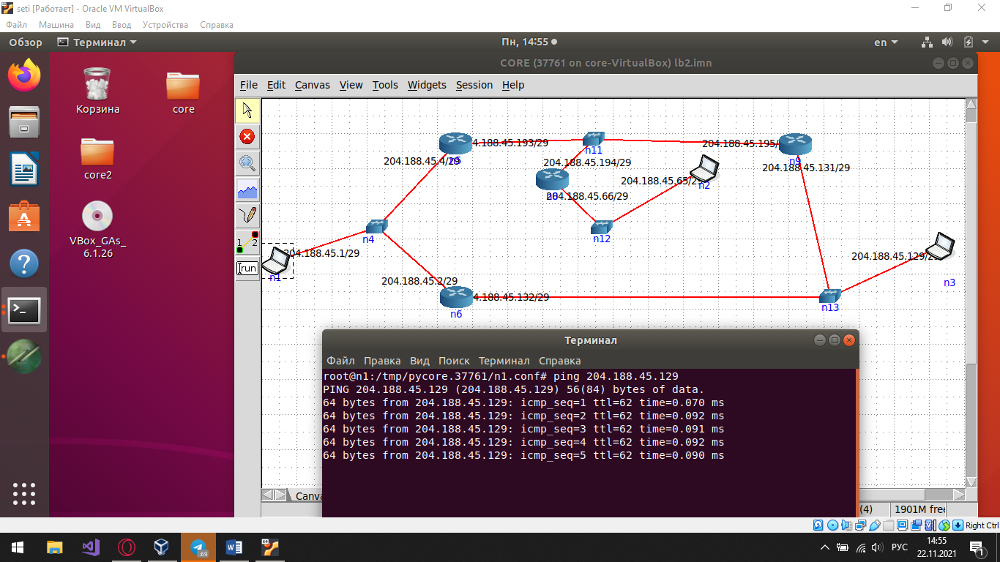 seti [Работает] - Oracle VM VirtualBox
Файл Машина Вид Ввод Устройства Справка
Обзор Терминал Пн, 14:55 en
CORE (37761 on core-VirtualBox) lb2.imn
File Edit Canvas View Tools Widgets Session Help
Корзина core
core2
VBox_GAs_
6.1.26
1 2
run
4.188.45.193/29
n11
204.188.45.195/
n9
204.188.45.4/29
204.188.45.194/29
204.188.45.131/29
204.188.45.65/2
n2
204.188.45.66/29
n4
n12
204.188.45.1/29
n1
204.188.45.129/2
n3
204.188.45.2/29
4.188.45.132/29
n6
n13
Терминал
Файл Правка Вид Поиск Терминал Справка
root@n1:/tmp/pycore.37761/n1.conf# ping 204.188.45.129
PING 204.188.45.129 (204.188.45.129) 56(84) bytes of data.
64 bytes from 204.188.45.129: icmp_seq=1 ttl=62 time=0.070 ms
64 bytes from 204.188.45.129: icmp_seq=2 ttl=62 time=0.092 ms
64 bytes from 204.188.45.129: icmp_seq=3 ttl=62 time=0.091 ms
64 bytes from 204.188.45.129: icmp_seq=4 ttl=62 time=0.092 ms
64 bytes from 204.188.45.129: icmp_seq=5 ttl=62 time=0.090 ms
Canva
(4) 1901M free
Right Ctrl
69
64
РУС
14:55
22.11.2021
1